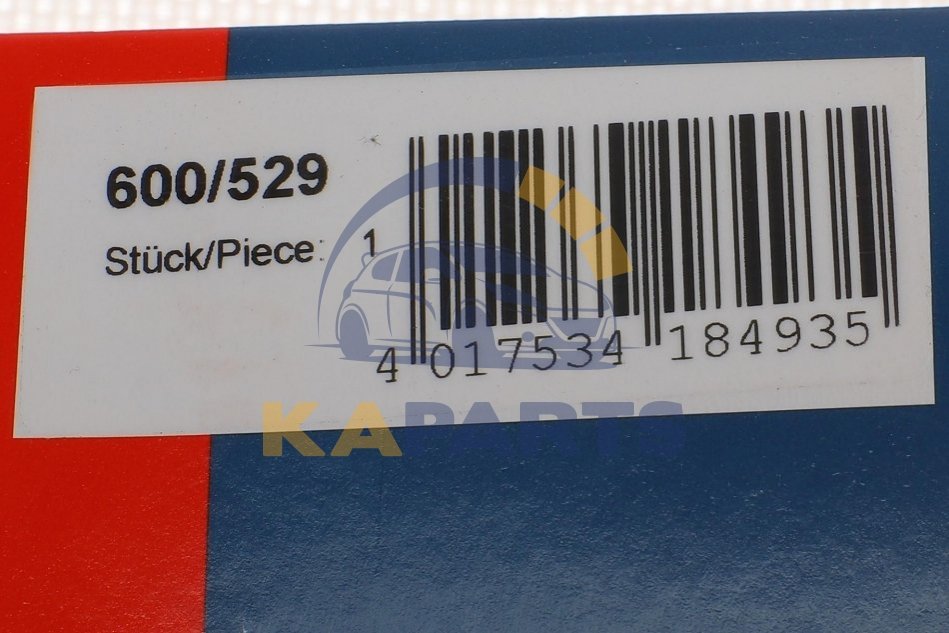 600/529
Stück/Piece: 1
4 017534 184935
KAPARTS